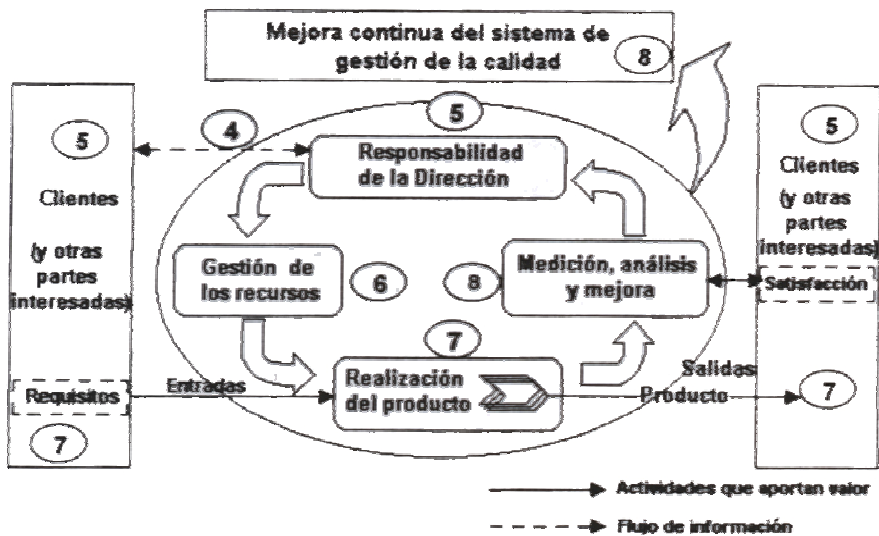 Mejora continua del sistema de
gestión de la calidad
8
5
Clientes
(y otras
partes
interesadas)
Requisitos
7
4
5
Responsabilidad
de la Dirección
Gestión de
los recursos
6
8
Medición, análisis
y mejora
7
Realización
del producto
Entradas
Salidas
Producto
5
Clientes
(y otras
partes
interesadas)
Satisfacción
7
Actividades que aportan valor
Flujo de información